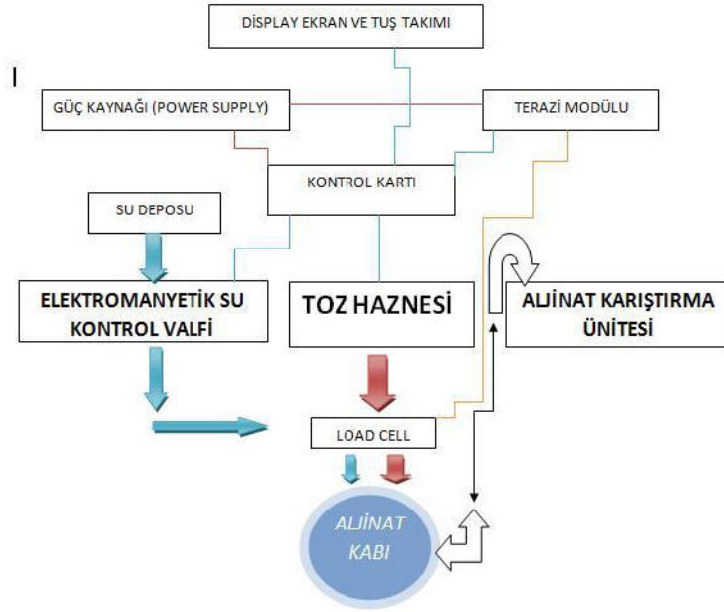 DİSPLAY EKRAN VE TUŞ TAKIMI
GÜÇ KAYNAĞI (POWER SUPPLY)
TERAZİ MODÜLU
KONTROL KARTI
SU DEPOSU
ELEKTROMANYETİK SU
KONTROL VALFİ
TOZ HAZNESİ
ALJİNAT KARIŞTIRMA
ÜNİTESİ
LOAD CELL
ALJİNAT
KABI